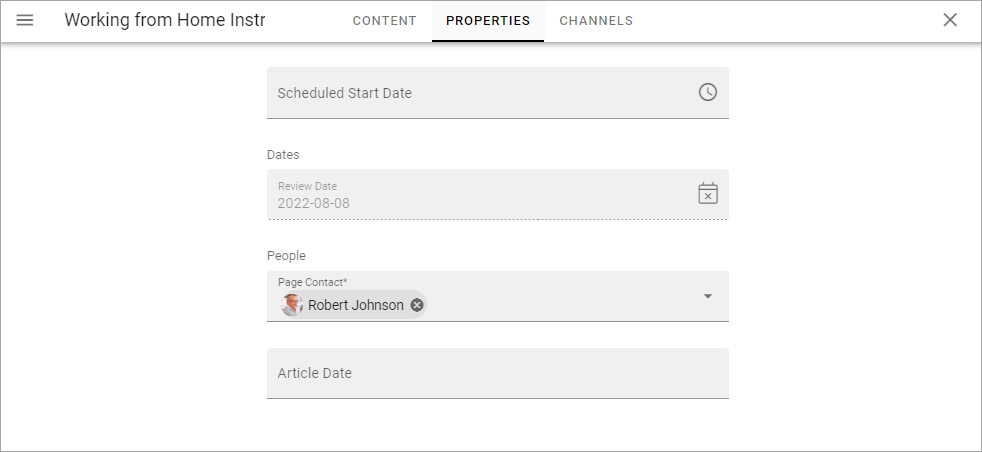 Working from Home Instr
CONTENT PROPERTIES CHANNELS
Scheduled Start Date
Dates
Review Date
2022-08-08
People
Page Contact*
Robert Johnson
Article Date